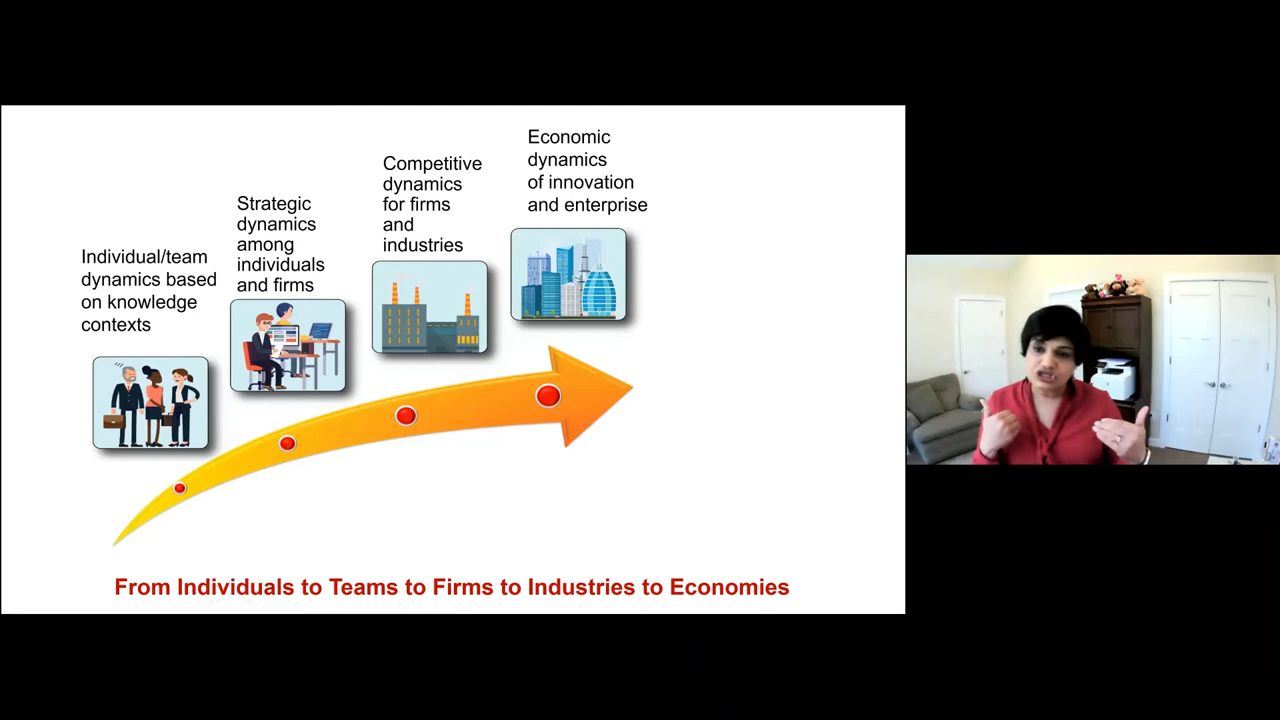 Individual/team
dynamics based
on knowledge
contexts
Strategic
dynamics
among
individuals
and firms
Competitive
dynamics
for firms
and
industries
Economic
dynamics
of innovation
and enterprise
From Individuals to Teams to Firms to Industries to Economies